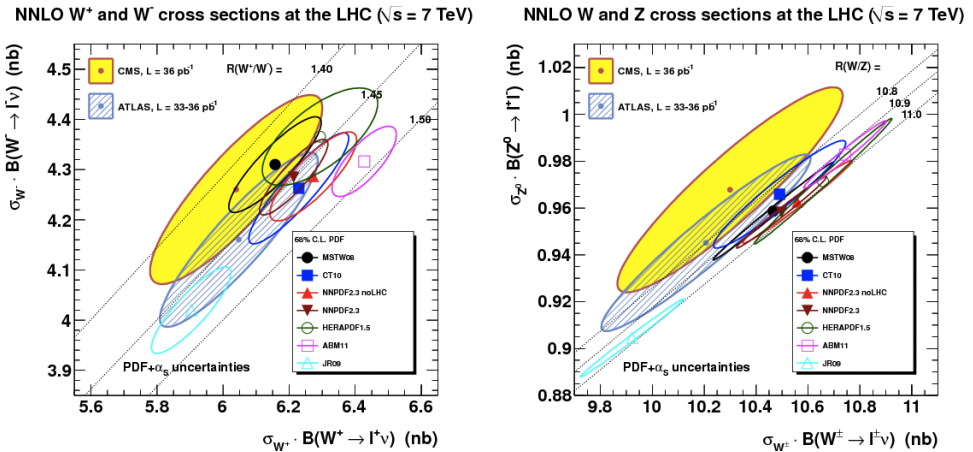 NNLO W⁺ and W⁻ cross sections at the LHC (√s = 7 TeV)
σ_W⁻ · B(W⁻ → l⁻ν) (nb)
4.5
4.4
4.3
4.2
4.1
4
3.9
CMS, L = 36 pb⁻¹
ATLAS, L = 33-36 pb⁻¹
R(W⁺/W⁻) =
1.40
1.45
1.50
68% C.L. PDF
MSTW08
CT10
NNPDF2.3 noLHC
NNPDF2.3
HERAPDF1.5
ABM11
JR09
PDF+α_S uncertainties
5.6 5.8 6 6.2 6.4 6.6
σ_W⁺ · B(W⁺ → l⁺ν) (nb)
NNLO W and Z cross sections at the LHC (√s = 7 TeV)
σ_Z⁰ · B(Z⁰ → l⁺l⁻) (nb)
1.02
1
0.98
0.96
0.94
0.92
0.9
0.88
CMS, L = 36 pb⁻¹
ATLAS, L = 33-36 pb⁻¹
R(W/Z) =
10.8
10.9
11.0
68% C.L. PDF
MSTW08
CT10
NNPDF2.3 noLHC
NNPDF2.3
HERAPDF1.5
ABM11
JR09
PDF+α_S uncertainties
9.8 10 10.2 10.4 10.6 10.8 11
σ_W± · B(W± → l±ν) (nb)